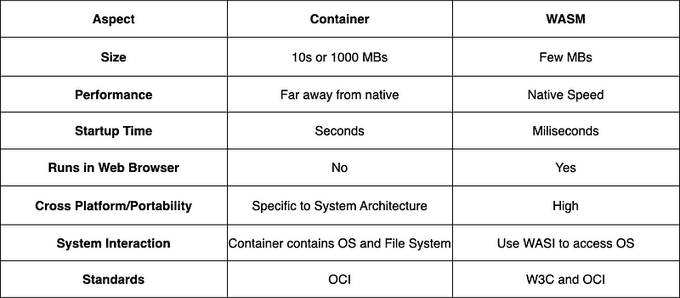 Aspect Container WASM
Size 10s or 1000 MBs Few MBs
Performance Far away from native Native Speed
Startup Time Seconds Miliseconds
Runs in Web Browser No Yes
Cross Platform/Portability Specific to System Architecture High
System Interaction Container contains OS and File System Use WASI to access OS
Standards OCI W3C and OCI